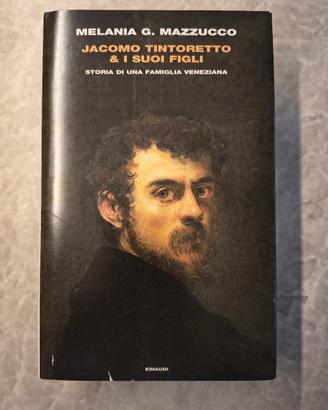 MELANIA G. MAZZUCCO
JACOMO TINTORETTO
& I SUOI FIGLI
STORIA DI UNA FAMIGLIA VENEZIANA
EINAUDI